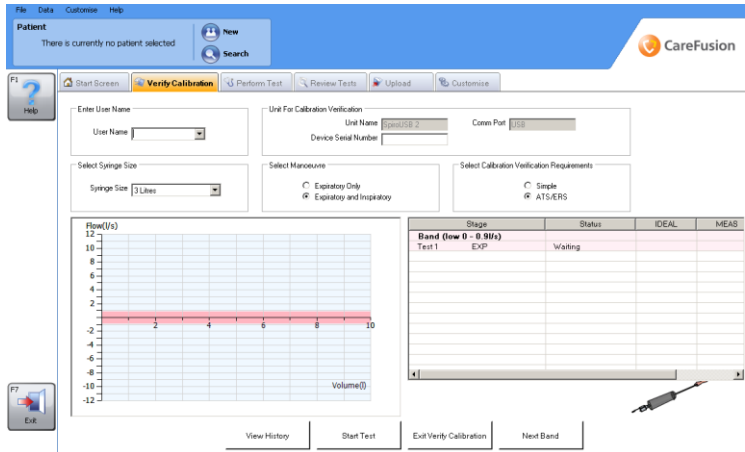 File Data Customise Help
Patient
There is currently no patient selected
New
Search
CareFusion
F1
Help
Start Screen Verify Calibration Perform Test Review Tests Upload Customise
Enter User Name
User Name
Unit For Calibration Verification
Unit Name SpiroUSB 2 Comm Port USB
Device Serial Number
Select Syringe Size
Syringe Size 3 Litres
Select Manoeuvre
Expiratory Only
Expiratory and Inspiratory
Select Calibration Verification Requirements
Simple
ATS/ERS
Flow(l/s)
12
10
8
6
4
2
2 4 6 8 10
-2
-4
-6
-8
-10
-12
Volume(l)
Stage Status IDEAL MEAS
Band (low 0 - 0.9l/s)
Test 1 EXP Waiting
F7
Exit
View History Start Test Exit Verify Calibration Next Band